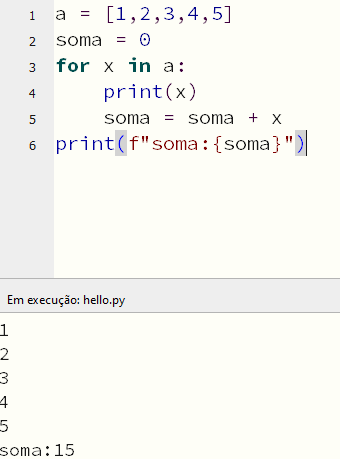 1 a = [1,2,3,4,5]
2 soma = 0
3 for x in a:
4     print(x)
5     soma = soma + x
6 print(f"soma:{soma}")
Em execução: hello.py
1
2
3
4
5
soma:15